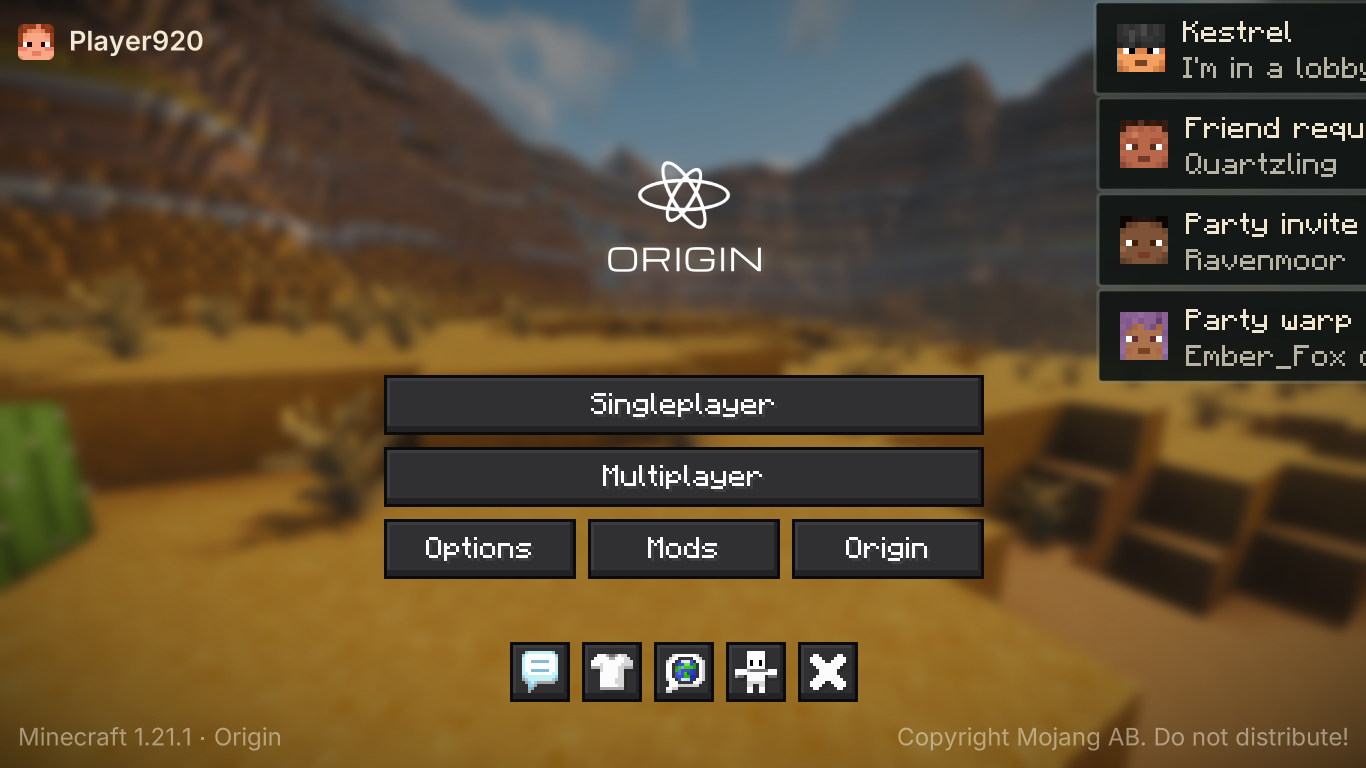 Player920
Kestrel
I'm in a lobby
Friend requ
Quartzling
Party invite
Ravenmoor
Party warp
Ember_Fox
ORIGIN
Singleplayer
Multiplayer
Options
Mods
Origin
Minecraft 1.21.1 · Origin
Copyright Mojang AB. Do not distribute!